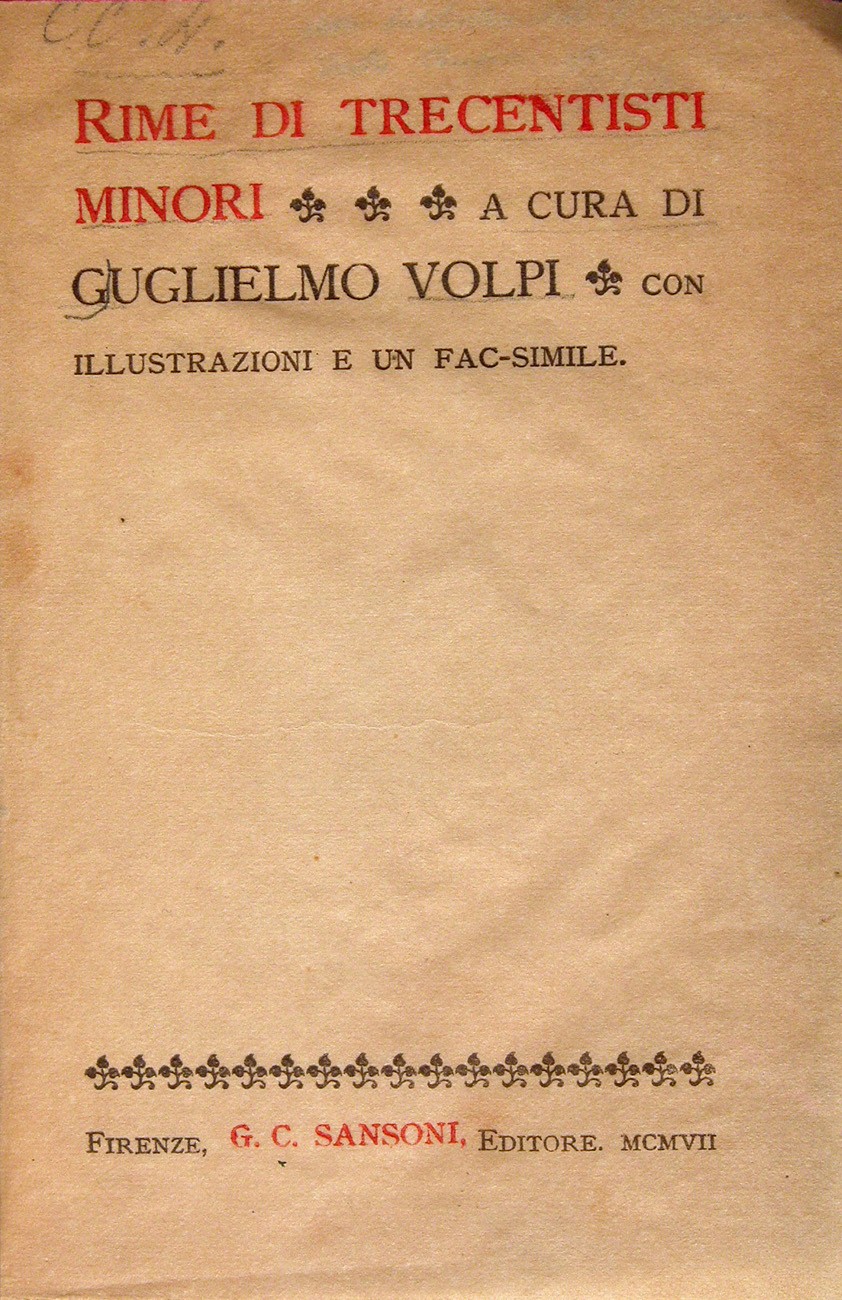 RIME DI TRECENTISTI
MINORI A CURA DI
GUGLIELMO VOLPI CON
ILLUSTRAZIONI E UN FAC-SIMILE.
FIRENZE, G. C. SANSONI, EDITORE. MCMVII